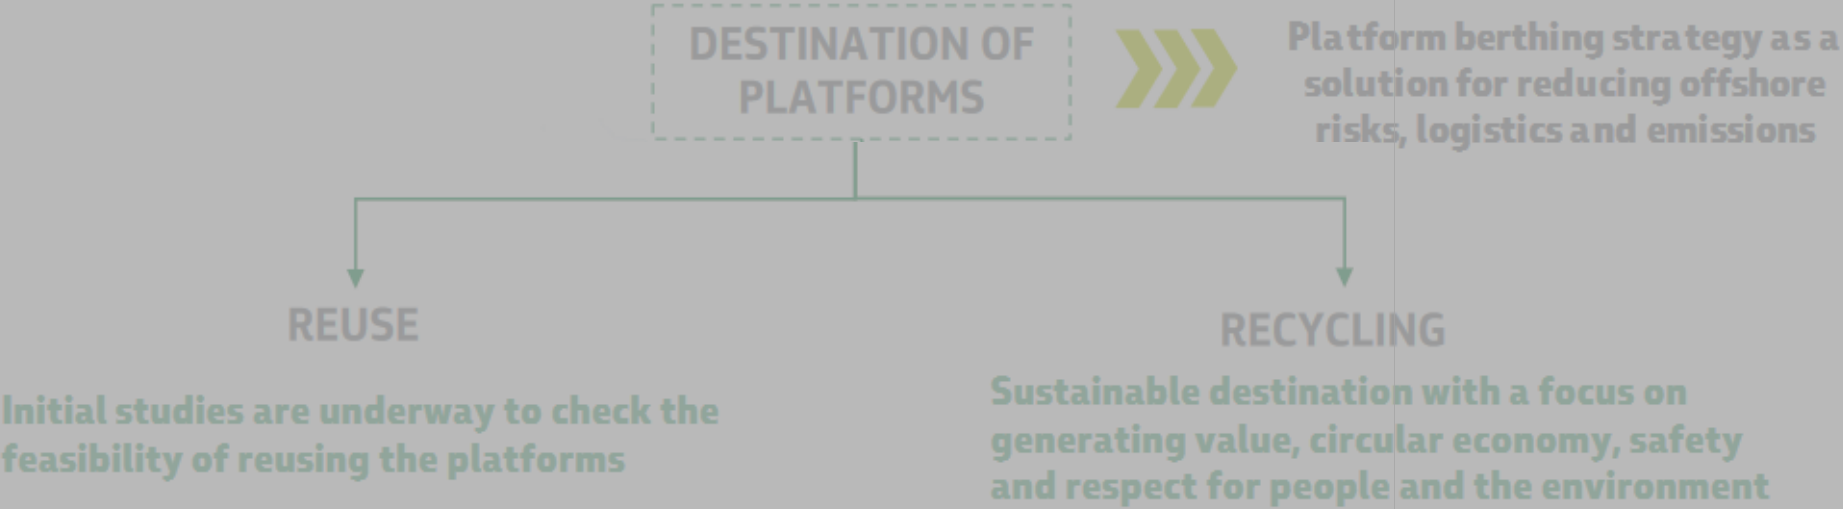 DESTINATION OF
PLATFORMS
Platform berthing strategy as a
solution for reducing offshore
risks, logistics and emissions
REUSE
Initial studies are underway to check the
feasibility of reusing the platforms
RECYCLING
Sustainable destination with a focus on
generating value, circular economy, safety
and respect for people and the environment